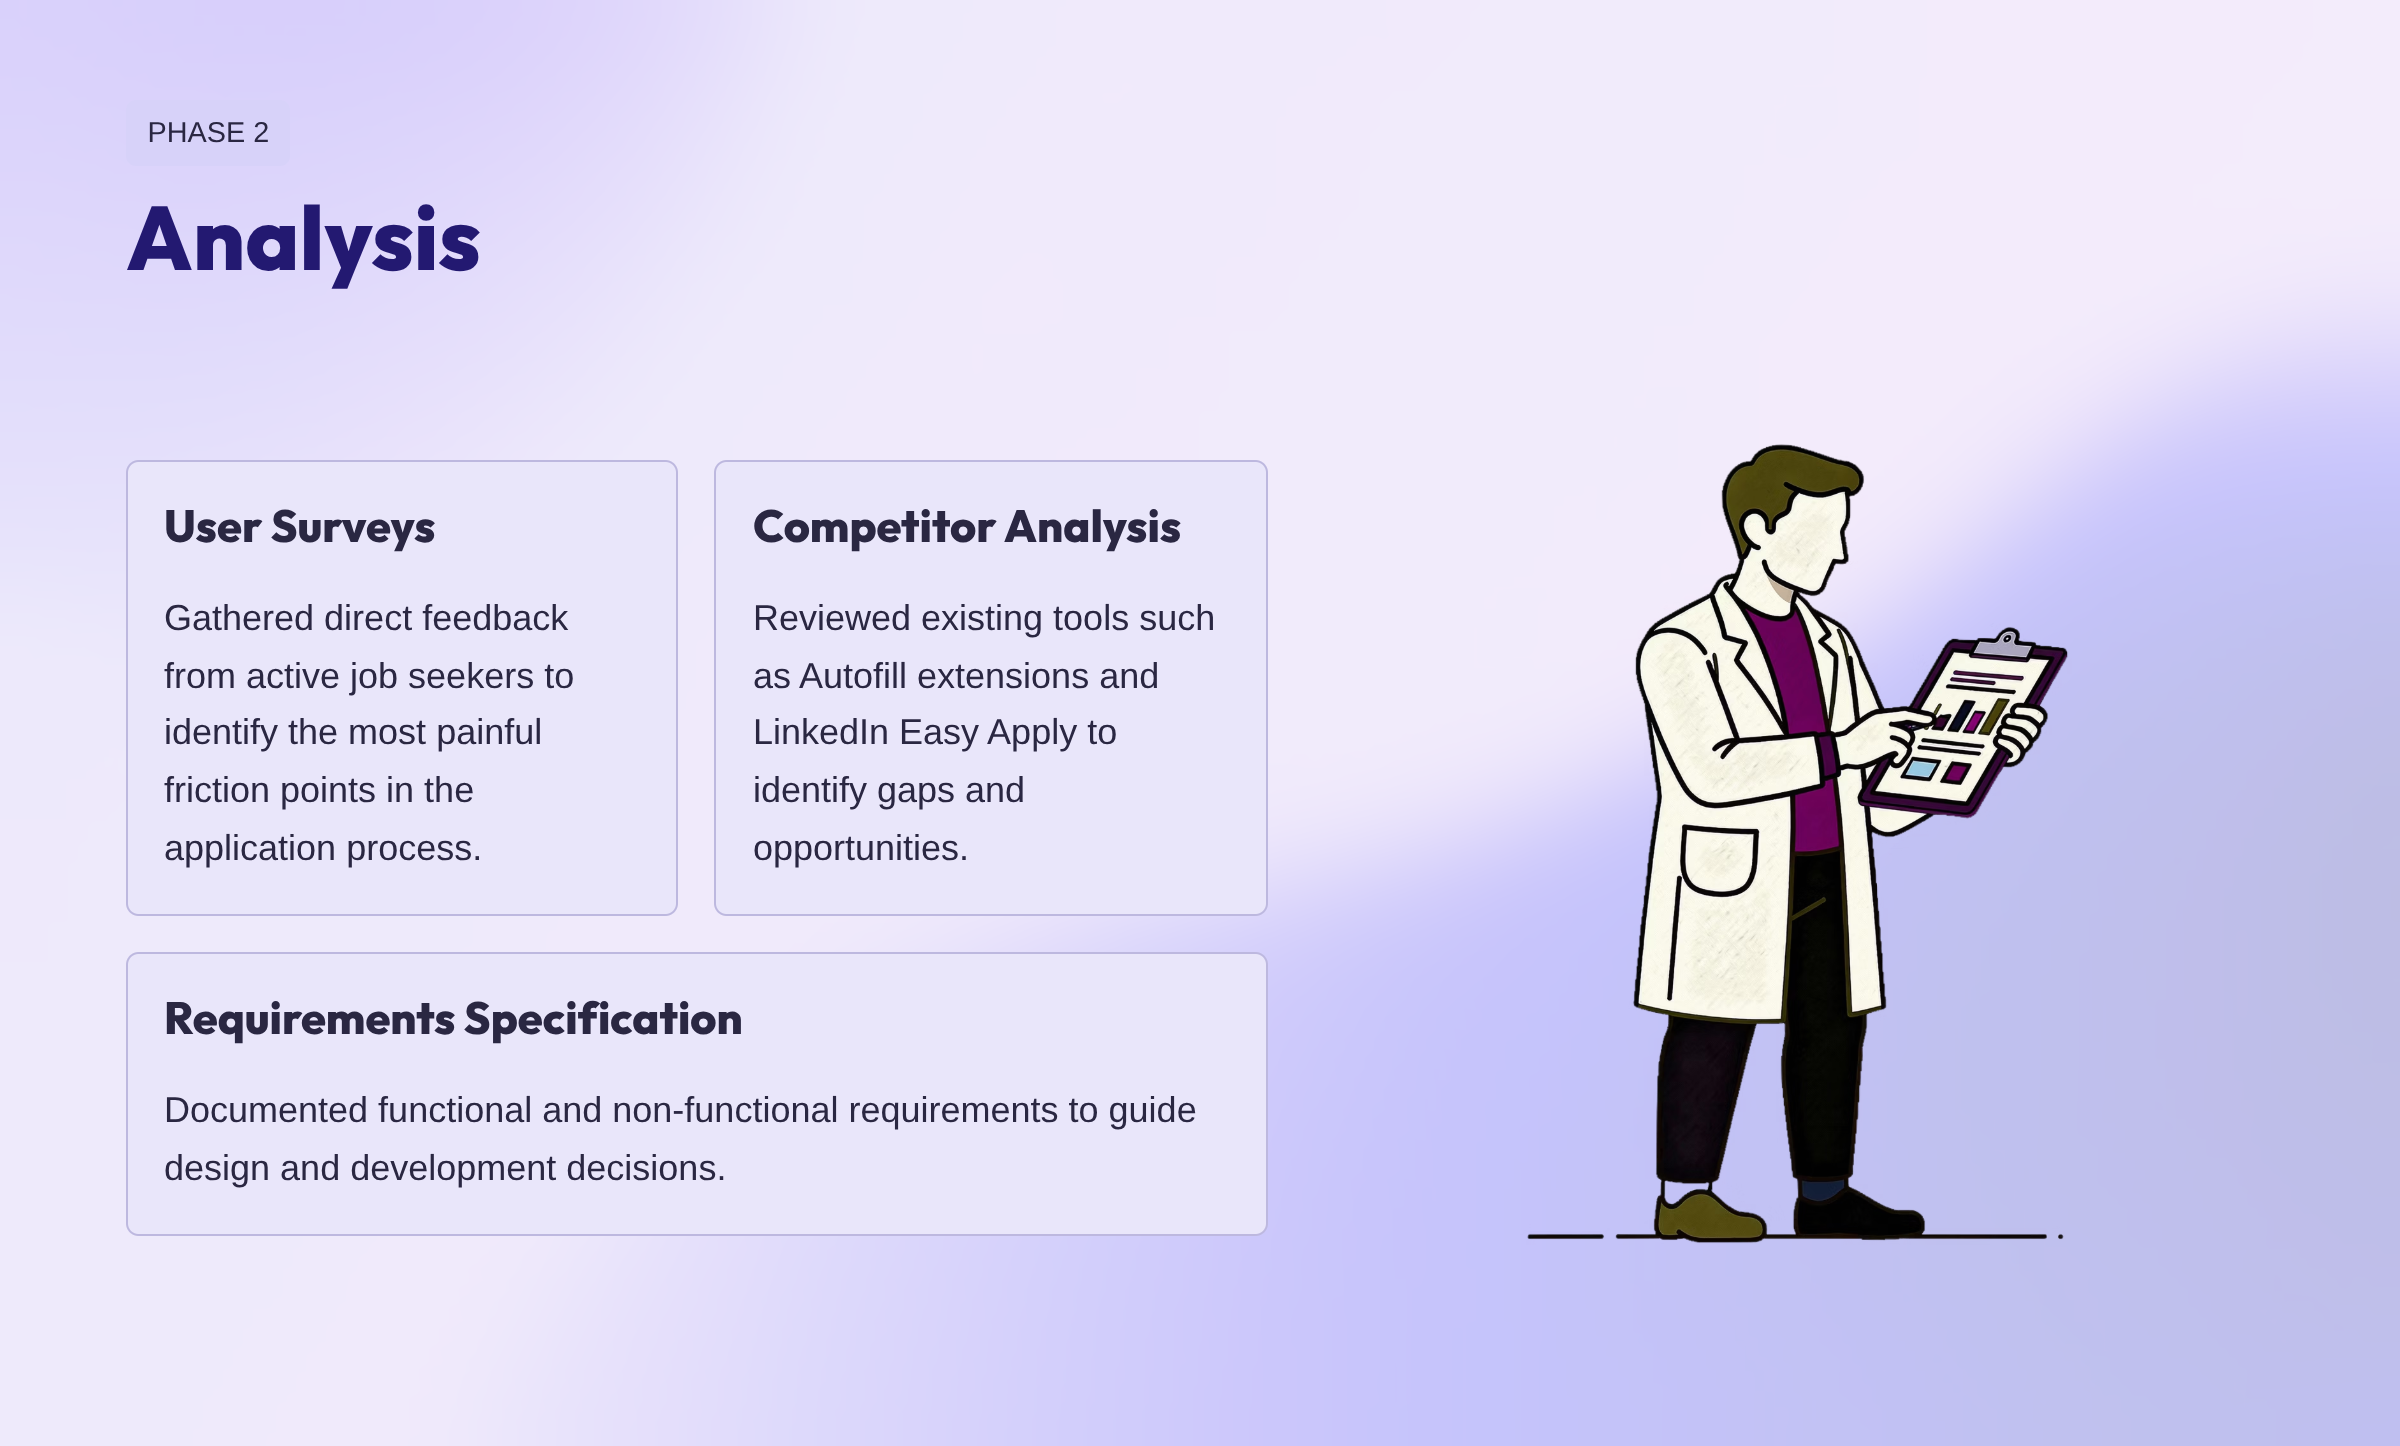 PHASE 2
Analysis
User Surveys
Gathered direct feedback
from active job seekers to
identify the most painful
friction points in the
application process.
Competitor Analysis
Reviewed existing tools such
as Autofill extensions and
LinkedIn Easy Apply to
identify gaps and
opportunities.
Requirements Specification
Documented functional and non-functional requirements to guide
design and development decisions.